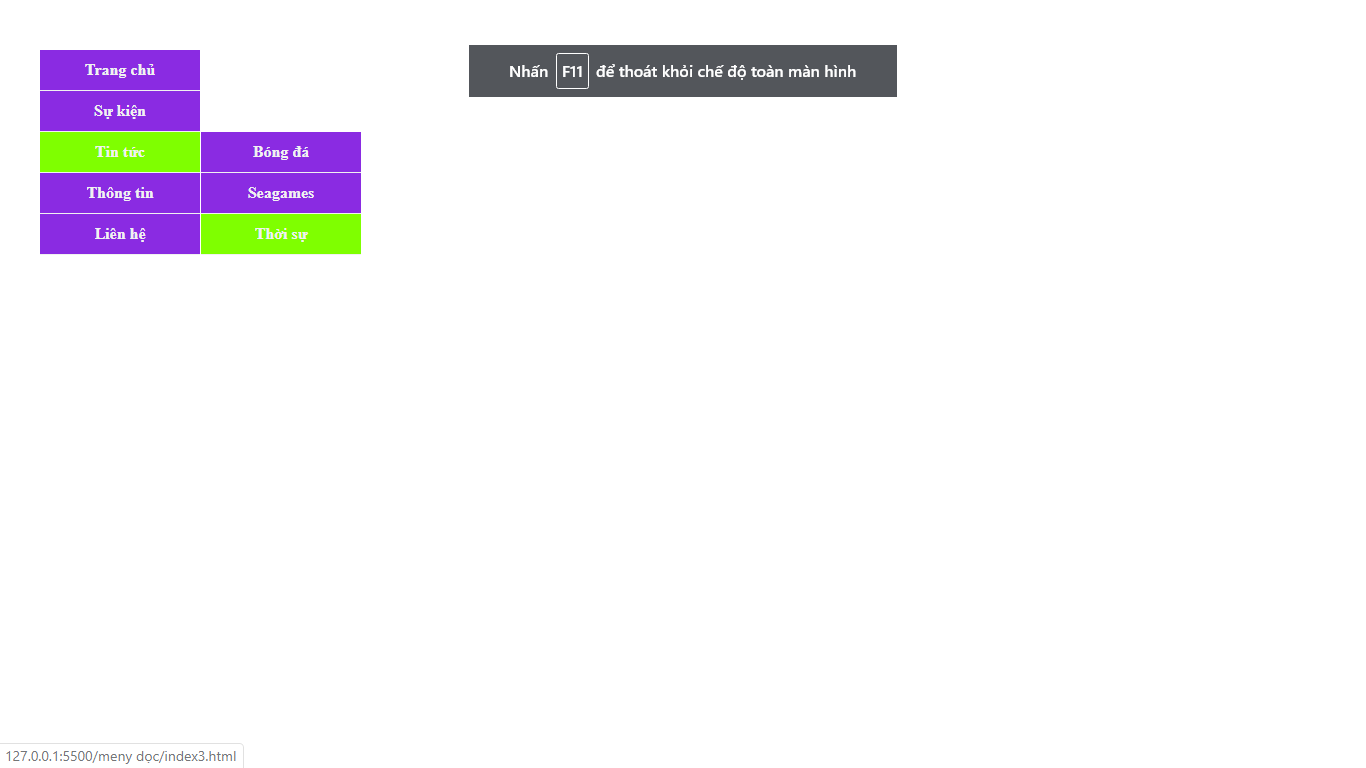 Trang chủ
Nhấn F11 để thoát khỏi chế độ toàn màn hình
Sự kiện
Tin tức Bóng đá
Thông tin Seagames
Liên hệ Thời sự
127.0.0.1:5500/meny dọc/index3.html